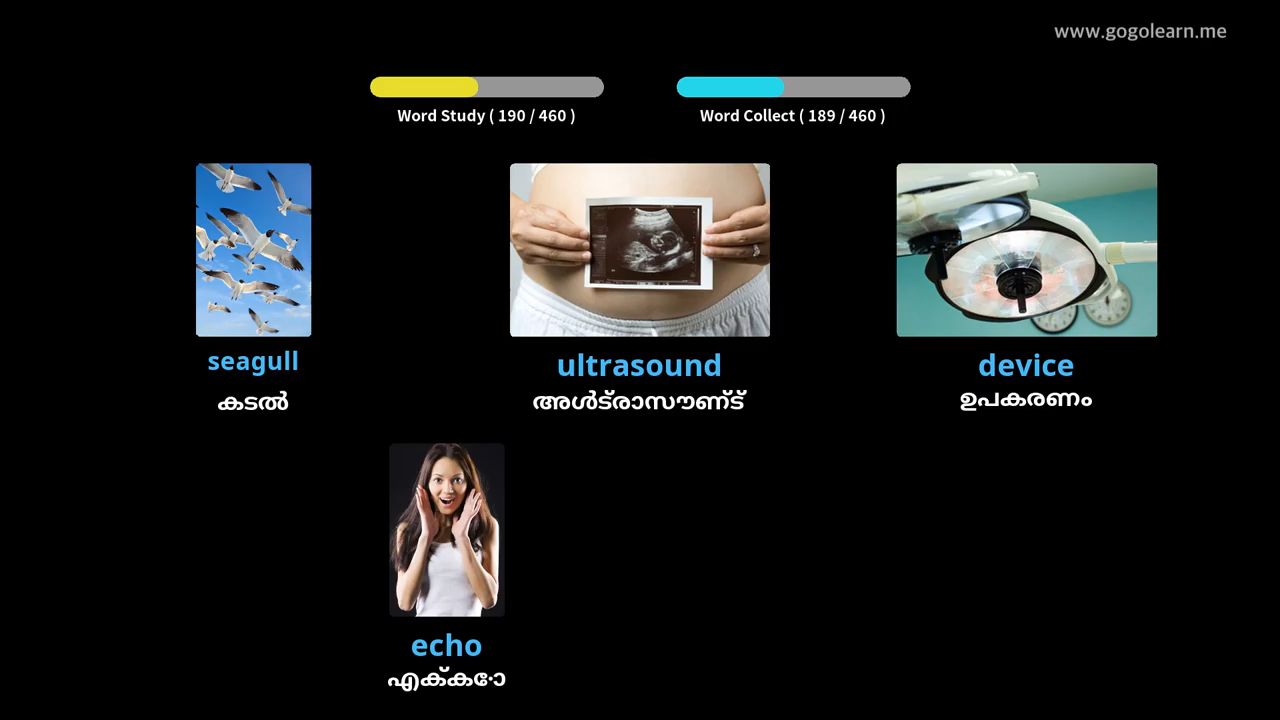 www.gogolearn.me
Word Study ( 190 / 460 )
Word Collect ( 189 / 460 )
seagull
കടൽ
ultrasound
അൾട്രാസൗണ്ട്
device
ഉപകരണം
echo
എക്കോ